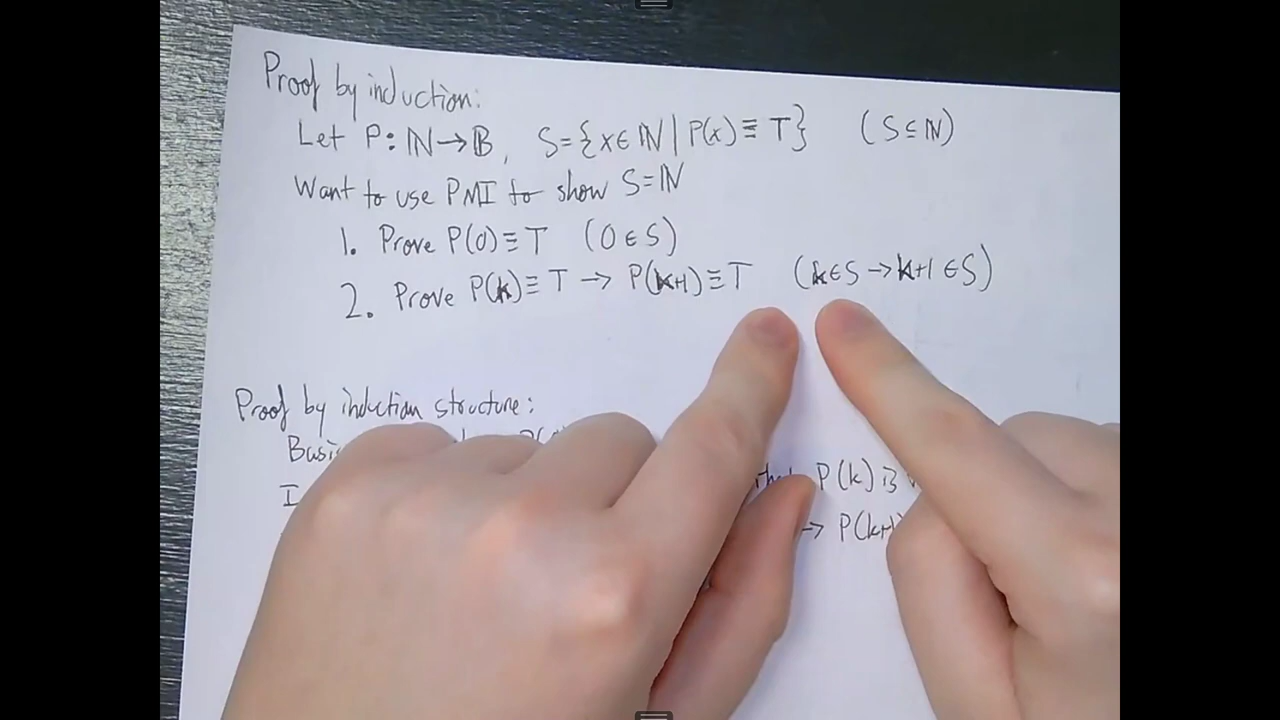 Proof by induction:
Let P: ℕ→𝔹, S={x∈ℕ | P(x)≡T} (S⊆ℕ)
Want to use PMI to show S=ℕ
1. Prove P(0)≡T (0∈S)
2. Prove P(k)≡T → P(k+1)≡T (k∈S→k+1∈S)
Proof by induction structure:
P(k) is
→ P(k+1)